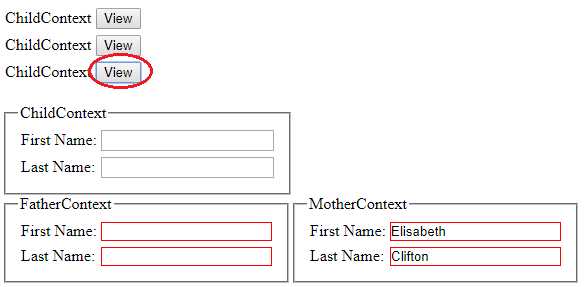 ChildContext View
ChildContext View
ChildContext View
ChildContext
First Name:
Last Name:
FatherContext
First Name:
Last Name:
MotherContext
First Name: Elisabeth
Last Name: Clifton